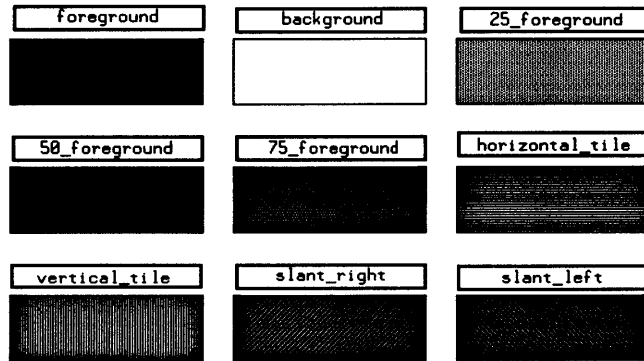 foreground
background
25_foreground
50_foreground
75_foreground
horizontal_tile
vertical_tile
slant_right
slant_left